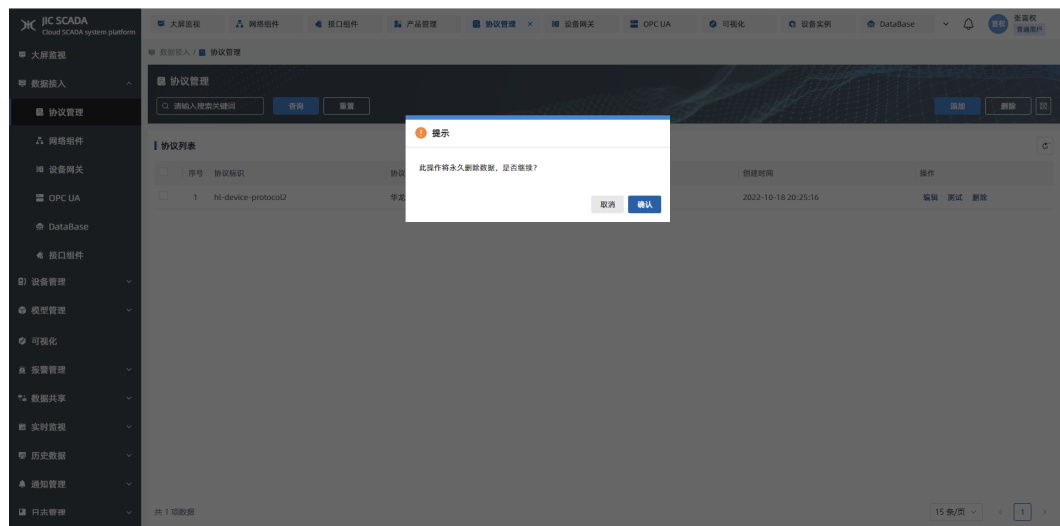 JIC SCADA
Cloud SCADA system platform
大屏监视
网络组件
接口组件
产品管理
协议管理 ×
设备网关
OPC UA
可视化
设备实例
DataBase
喜权
张喜权
普通用户
大屏监视
数据接入
协议管理
网络组件
设备网关
OPC UA
DataBase
接口组件
设备管理
模型管理
可视化
报警管理
数据共享
实时监视
历史数据
通知管理
日志管理
数据接入 / 协议管理
协议管理
请输入搜索关键词
查询
重置
添加
删除
协议列表
序号
协议标识
协议
创建时间
操作
1
hl-device-protocol2
华龙
2022-10-18 20:25:16
编辑 测试 删除
提示
此操作将永久删除数据，是否继续?
取消
确认
共 1 项数据
15 条/页
1